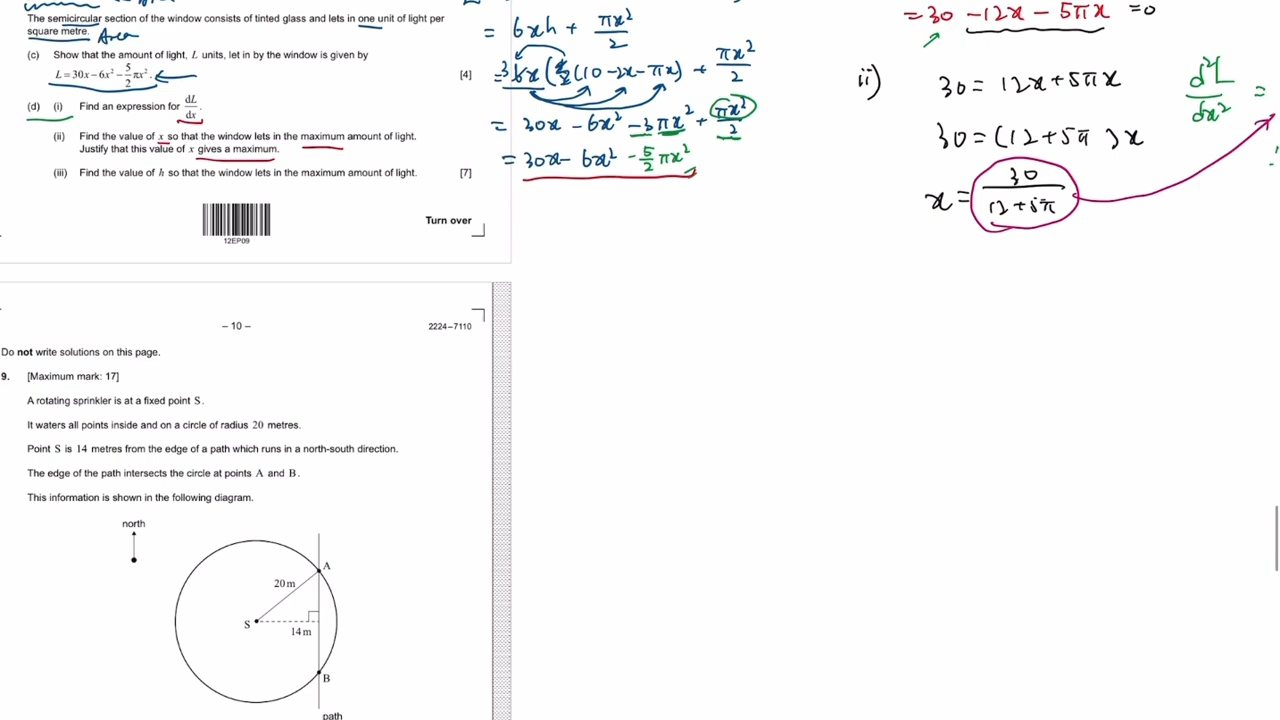 The semicircular section of the window consists of tinted glass and lets in one unit of light per
square metre. Area
(c) Show that the amount of light, L units, let in by the window is given by
L = 30x − 6x² − 5/2 πx². [4]
(d) (i) Find an expression for dL/dx.
(ii) Find the value of x so that the window lets in the maximum amount of light.
Justify that this value of x gives a maximum.
(iii) Find the value of h so that the window lets in the maximum amount of light. [7]
12EP09
Turn over
= 6xh + πx²/2
= 30x − 6x² − 3πx² + πx²/2
= 30x − 6x² − 5/2 πx²
= 30 − 12x − 5πx = 0
ii) 30 = 12x + 5πx
30 = (12 + 5π)x
x = 30/(12 + 5π)
d²L/dx² =
– 10 –
2224–7110
Do not write solutions on this page.
9. [Maximum mark: 17]
A rotating sprinkler is at a fixed point S.
It waters all points inside and on a circle of radius 20 metres.
Point S is 14 metres from the edge of a path which runs in a north-south direction.
The edge of the path intersects the circle at points A and B.
This information is shown in the following diagram.
north
A
20 m
S
14 m
B
path